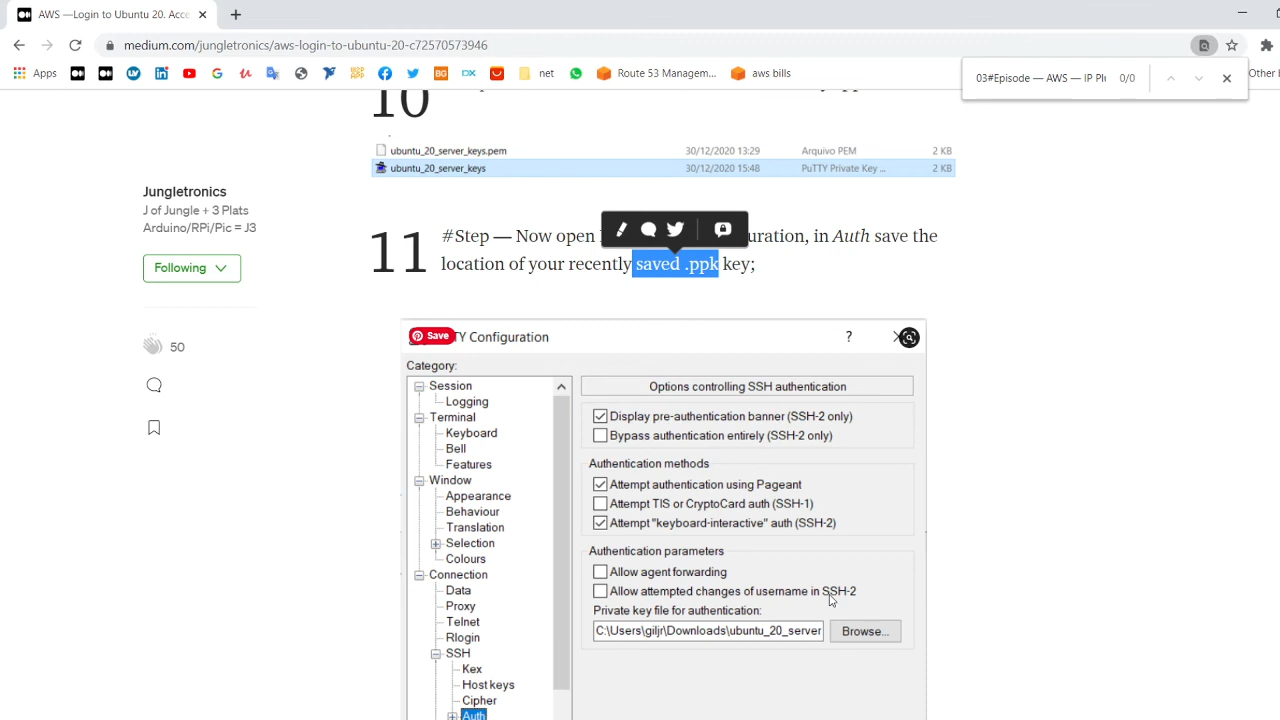 AWS —Login to Ubuntu 20. Acce
medium.com/jungletronics/aws-login-to-ubuntu-20-c72570573946
Apps
net
Route 53 Managem...
aws bills
Other b
03#Episode — AWS — IP Pl
0/0
10
ubuntu_20_server_keys.pem 30/12/2020 13:29 Arquivo PEM 2 KB
ubuntu_20_server_keys 30/12/2020 15:48 PuTTY Private Key ... 2 KB
Jungletronics
J of Jungle + 3 Plats
Arduino/RPi/Pic = J3
Following
50
11
#Step — Now open uration, in Auth save the
location of your recently saved .ppk key;
Save
TY Configuration
?
Category:
Session
Logging
Terminal
Keyboard
Bell
Features
Window
Appearance
Behaviour
Translation
Selection
Colours
Connection
Data
Proxy
Telnet
Rlogin
SSH
Kex
Host keys
Cipher
Auth
Options controlling SSH authentication
Display pre-authentication banner (SSH-2 only)
Bypass authentication entirely (SSH-2 only)
Authentication methods
Attempt authentication using Pageant
Attempt TIS or CryptoCard auth (SSH-1)
Attempt "keyboard-interactive" auth (SSH-2)
Authentication parameters
Allow agent forwarding
Allow attempted changes of username in SSH-2
Private key file for authentication:
C:\Users\giljr\Downloads\ubuntu_20_server
Browse...